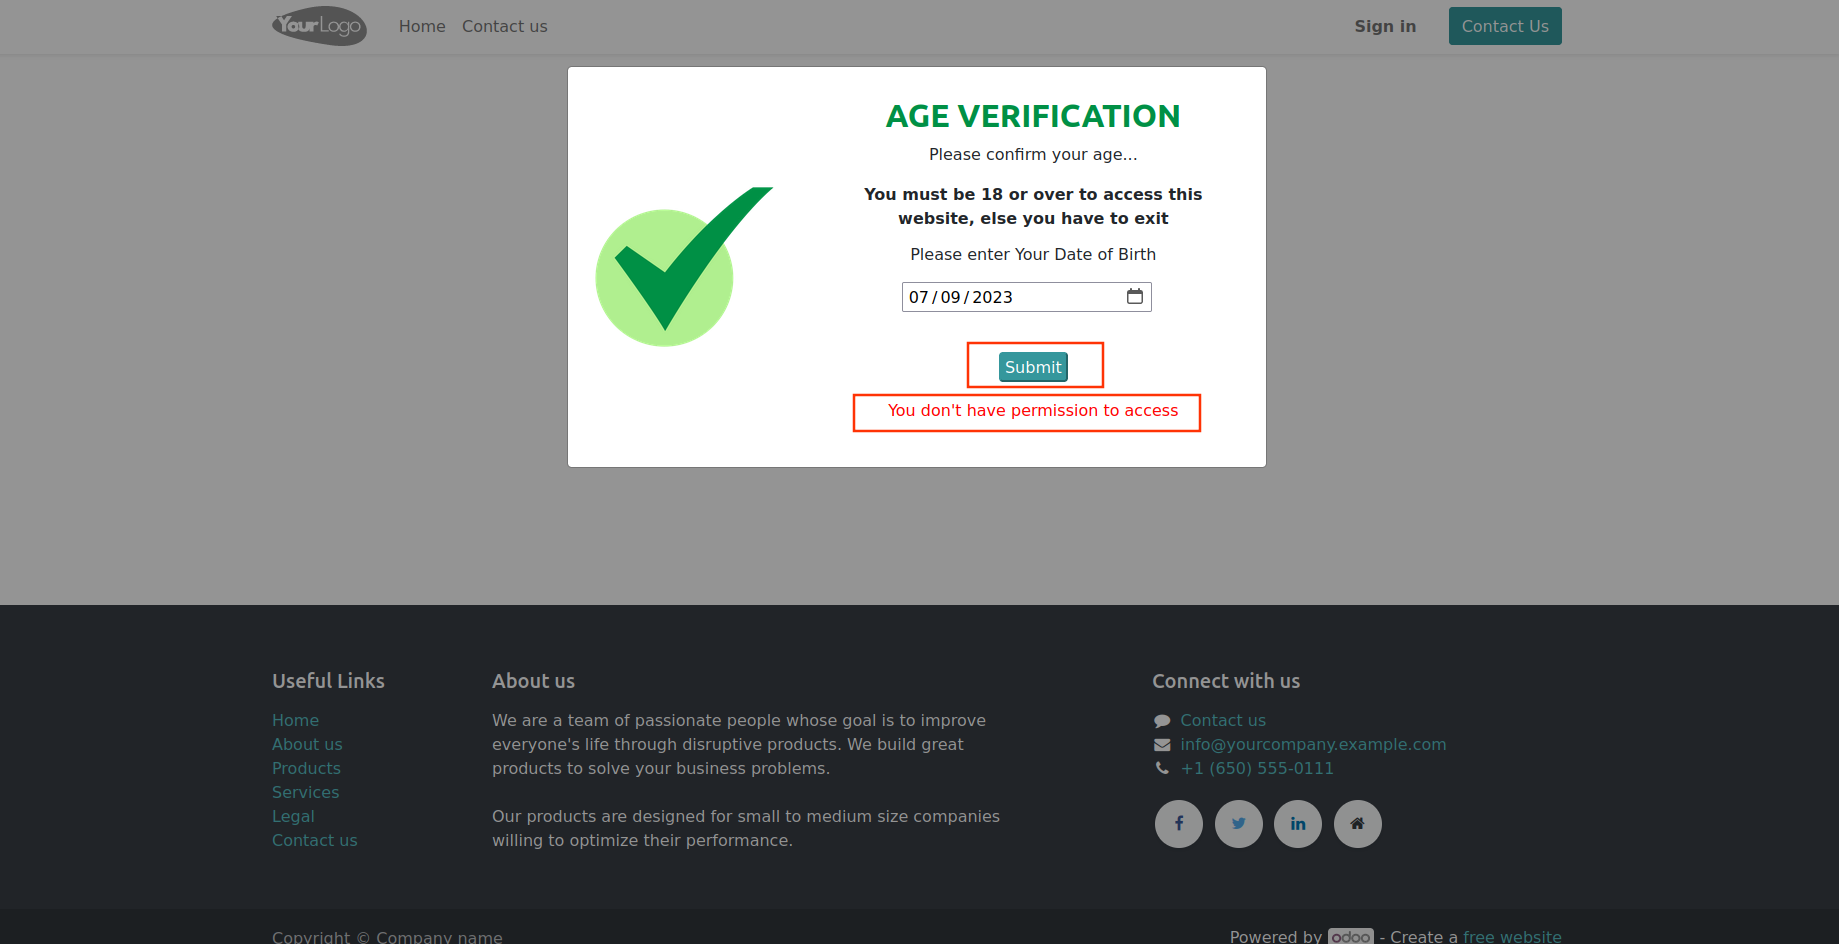 YourLogo Home Contact us Sign in Contact Us
AGE VERIFICATION
Please confirm your age...
You must be 18 or over to access this
website, else you have to exit
Please enter Your Date of Birth
07/09/2023
Submit
You don't have permission to access
Useful Links
Home
About us
Products
Services
Legal
Contact us
About us
We are a team of passionate people whose goal is to improve
everyone's life through disruptive products. We build great
products to solve your business problems.
Our products are designed for small to medium size companies
willing to optimize their performance.
Connect with us
Contact us
info@yourcompany.example.com
+1 (650) 555-0111
Copyright © Company name
Powered by odoo - Create a free website